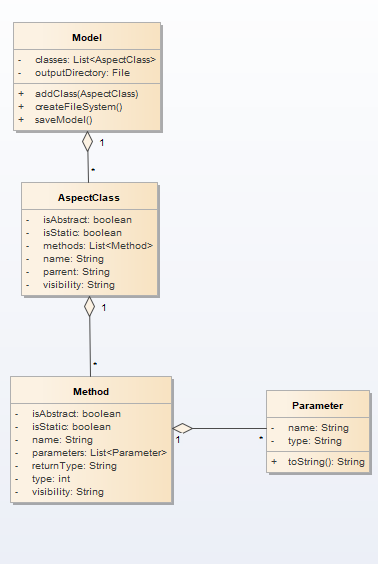 Model
- classes: List<AspectClass>
- outputDirectory: File
+ addClass(AspectClass)
+ createFileSystem()
+ saveModel()
1
*
AspectClass
- isAbstract: boolean
- isStatic: boolean
- methods: List<Method>
- name: String
- parrent: String
- visibility: String
1
*
Method
- isAbstract: boolean
- isStatic: boolean
- name: String
- parameters: List<Parameter>
- returnType: String
- type: int
- visibility: String
1
*
Parameter
- name: String
- type: String
+ toString(): String